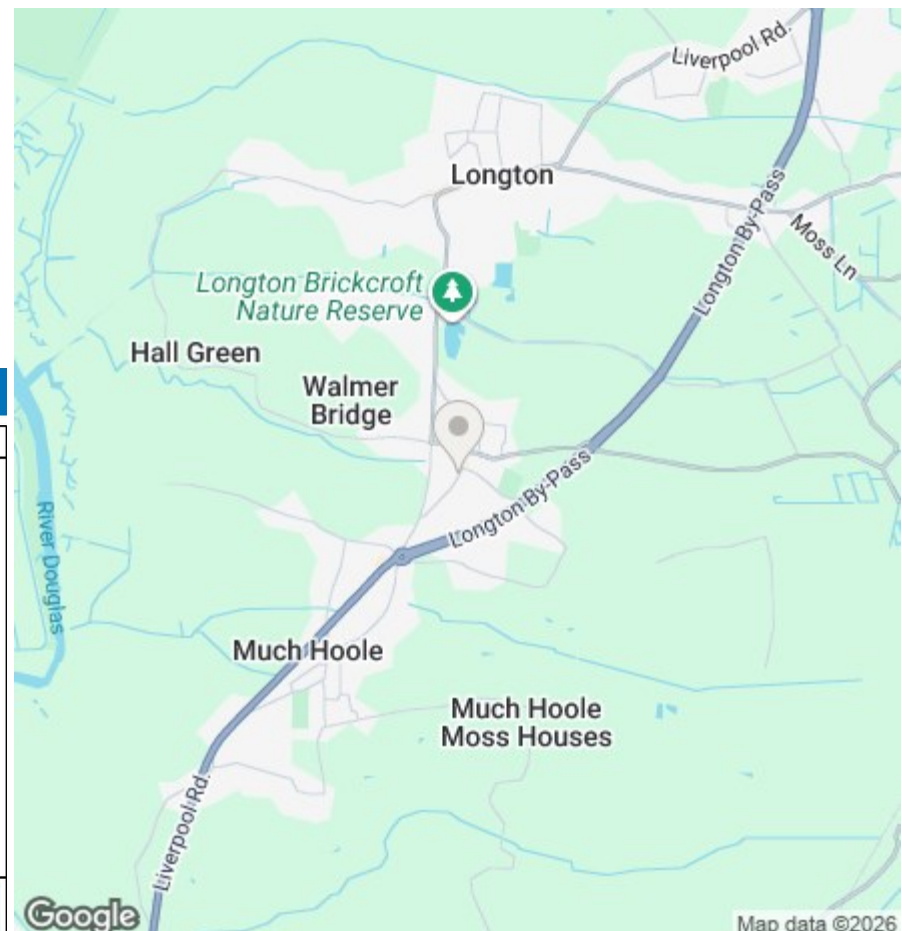 Liverpool Rd.
Longton
Longton By-Pass
Moss Ln
Longton Brickcroft
Nature Reserve
Hall Green
Walmer
Bridge
Longton By-Pass
River Douglas
Much Hoole
Much Hoole
Moss Houses
Liverpool Rd.
Google
Map data ©2026